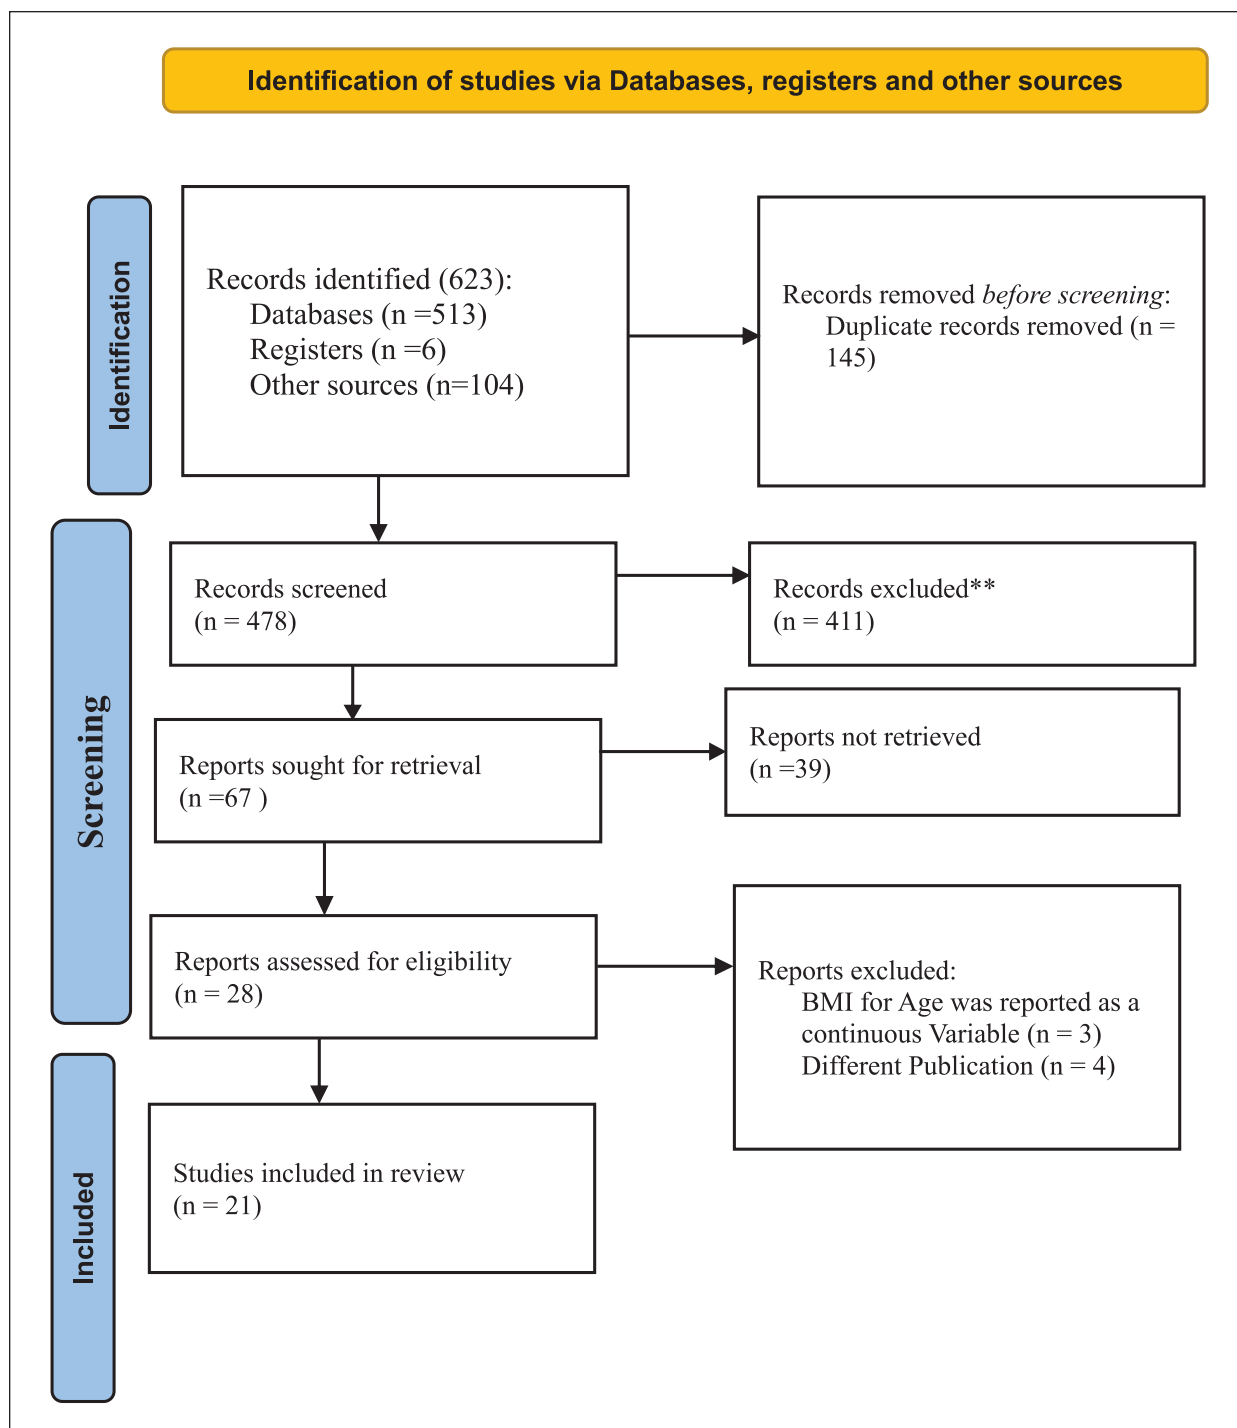 Identification of studies via Databases, registers and other sources
Identification
Records identified (623):
Databases (n =513)
Registers (n =6)
Other sources (n=104)
Records removed before screening:
Duplicate records removed (n =
145)
Screening
Records screened
(n = 478)
Records excluded**
(n = 411)
Reports sought for retrieval
(n =67 )
Reports not retrieved
(n =39)
Reports assessed for eligibility
(n = 28)
Reports excluded:
BMI for Age was reported as a
continuous Variable (n = 3)
Different Publication (n = 4)
Included
Studies included in review
(n = 21)